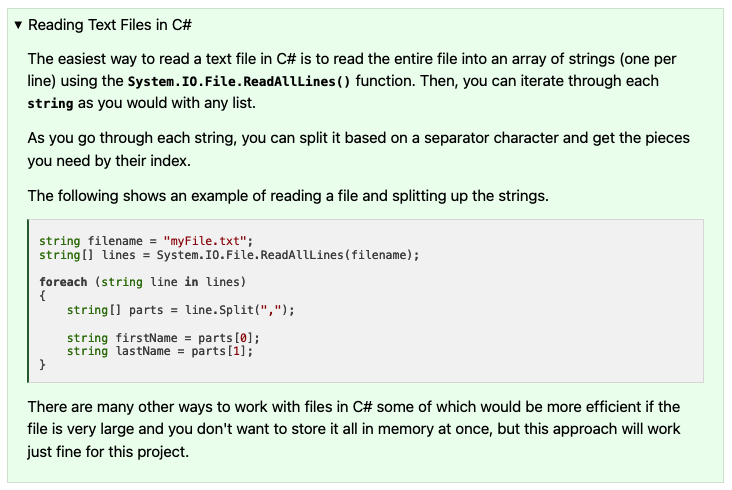 ▼ Reading Text Files in C#
The easiest way to read a text file in C# is to read the entire file into an array of strings (one per
line) using the System.IO.File.ReadAllLines() function. Then, you can iterate through each
string as you would with any list.
As you go through each string, you can split it based on a separator character and get the pieces
you need by their index.
The following shows an example of reading a file and splitting up the strings.
string filename = "myFile.txt";
string[] lines = System.IO.File.ReadAllLines(filename);
foreach (string line in lines)
{
    string[] parts = line.Split(",");
    string firstName = parts[0];
    string lastName = parts[1];
}
There are many other ways to work with files in C# some of which would be more efficient if the
file is very large and you don't want to store it all in memory at once, but this approach will work
just fine for this project.